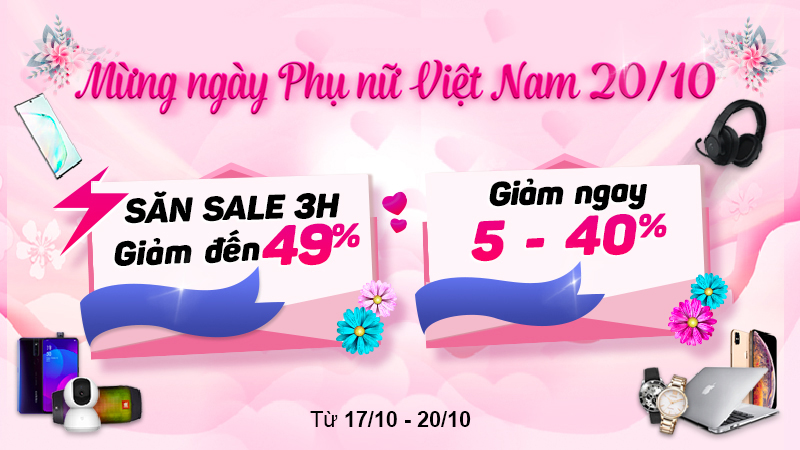 Mừng ngày Phụ nữ Việt Nam 20/10
SĂN SALE 3H
Giảm đến 49%
Giảm ngay
5 - 40%
Từ 17/10 - 20/10
JBL